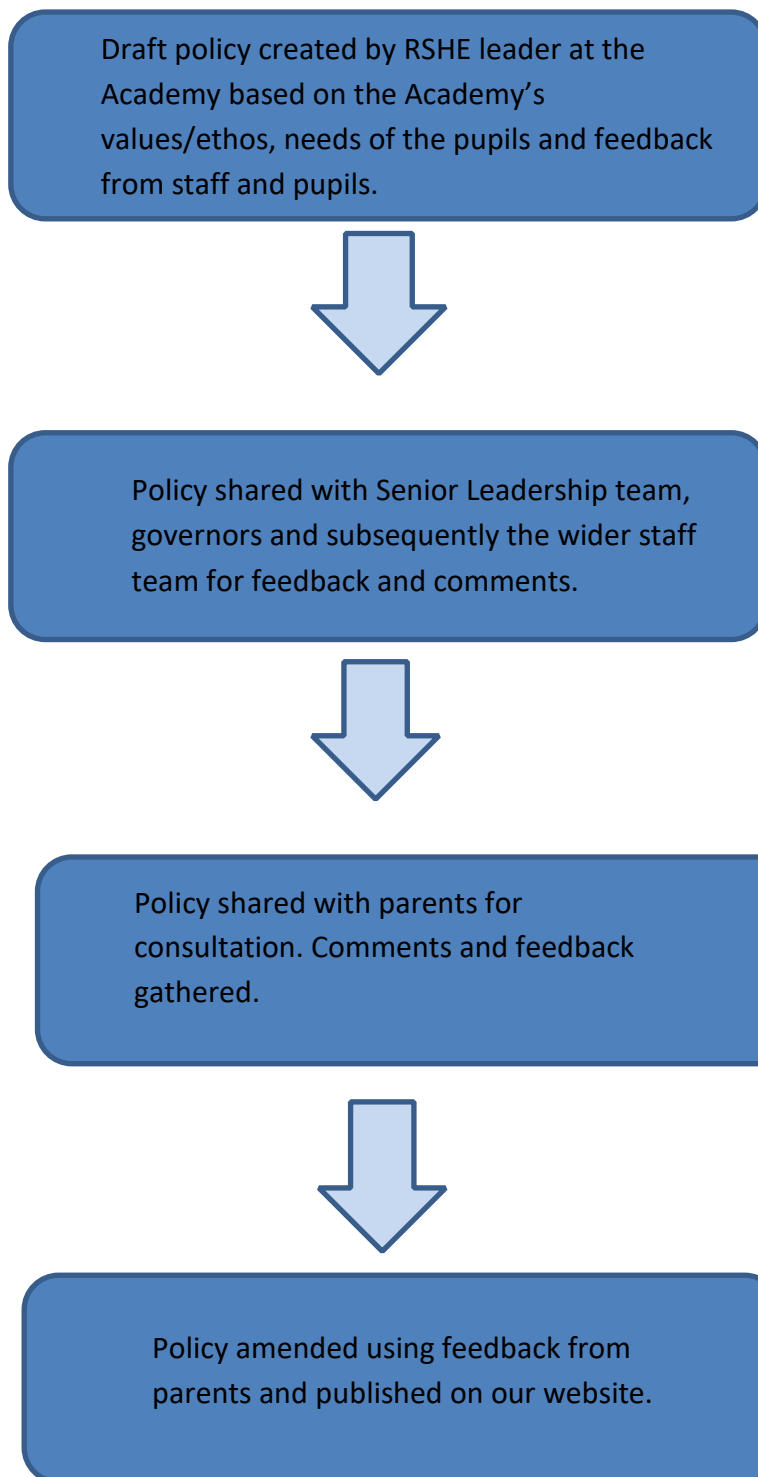 Draft policy created by RSHE leader at the
Academy based on the Academy’s
values/ethos, needs of the pupils and feedback
from staff and pupils.
Policy shared with Senior Leadership team,
governors and subsequently the wider staff
team for feedback and comments.
Policy shared with parents for
consultation. Comments and feedback
gathered.
Policy amended using feedback from
parents and published on our website.